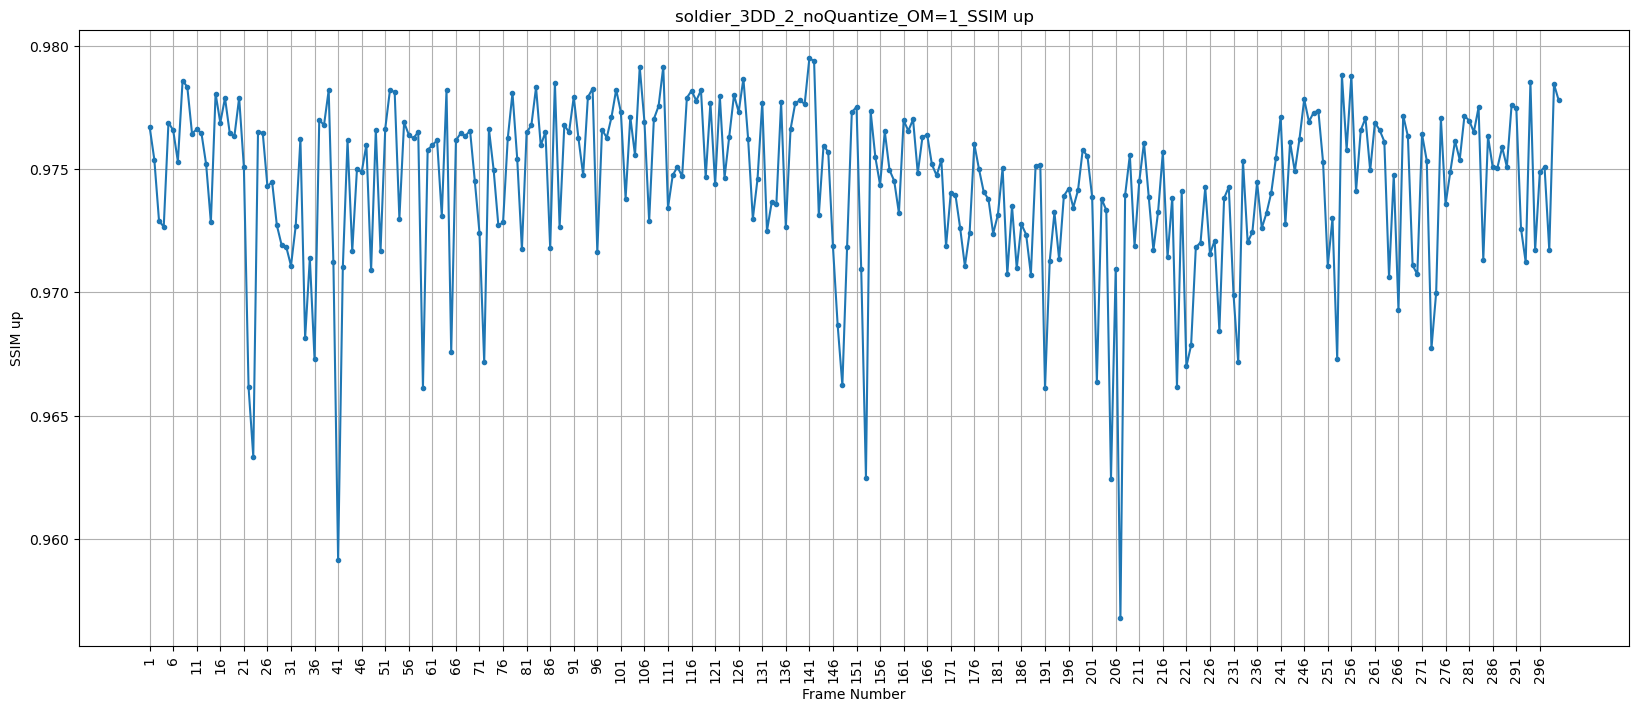 soldier_3DD_2_noQuantize_OM=1_SSIM up
0.980
0.975
0.970
0.965
0.960
SSIM up
1 6 11 16 21 26 31 36 41 46 51 56 61 66 71 76 81 86 91 96 101 106 111 116 121 126 131 136 141 146 151 156 161 166 171 176 181 186 191 196 201 206 211 216 221 226 231 236 241 246 251 256 261 266 271 276 281 286 291 296
Frame Number